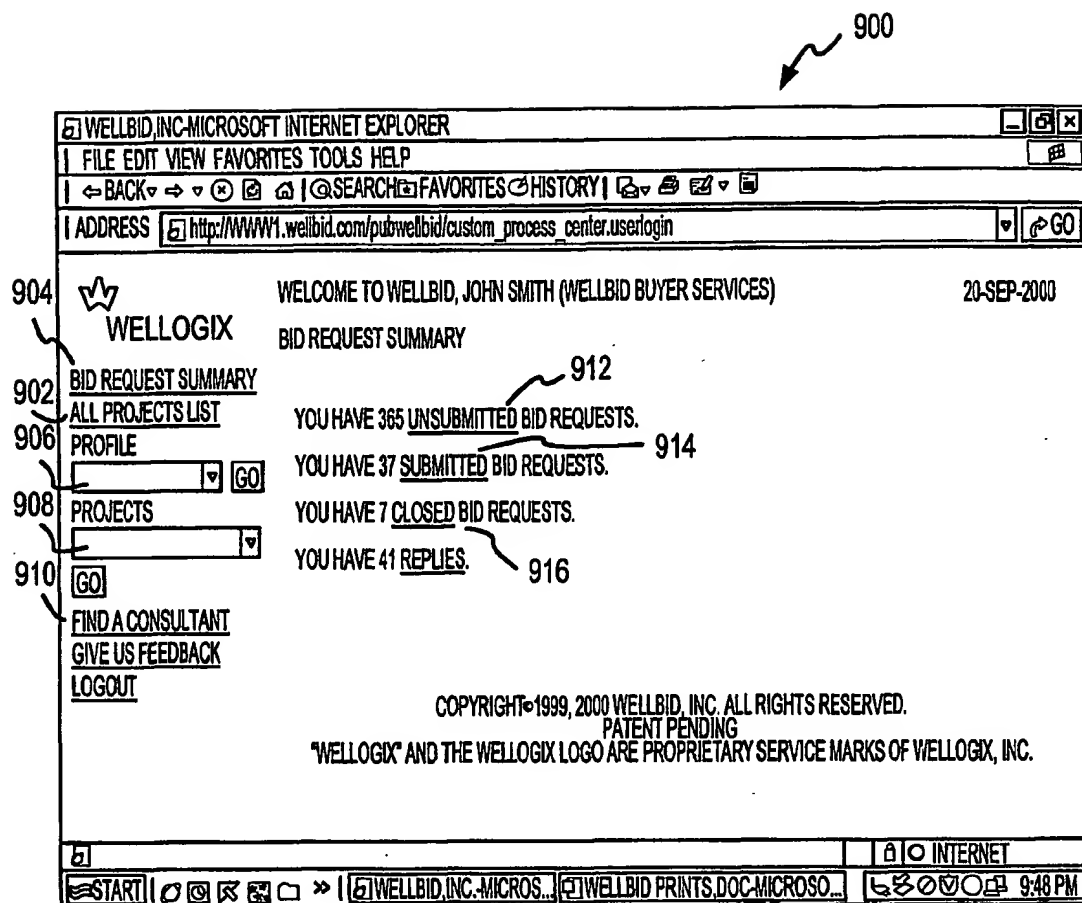 900
WELLBID,INC-MICROSOFT INTERNET EXPLORER
FILE EDIT VIEW FAVORITES TOOLS HELP
BACK SEARCH FAVORITES HISTORY
ADDRESS http://WWW1.wellbid.com/pubwellbid/custom_process_center.userlogin GO
904
WELLOGIX
WELCOME TO WELLBID, JOHN SMITH (WELLBID BUYER SERVICES) 20-SEP-2000
BID REQUEST SUMMARY
BID REQUEST SUMMARY
912
902
ALL PROJECTS LIST
YOU HAVE 365 UNSUBMITTED BID REQUESTS.
906
PROFILE
914
GO
YOU HAVE 37 SUBMITTED BID REQUESTS.
908
PROJECTS
YOU HAVE 7 CLOSED BID REQUESTS.
YOU HAVE 41 REPLIES.
916
910
GO
FIND A CONSULTANT
GIVE US FEEDBACK
LOGOUT
COPYRIGHT©1999, 2000 WELLBID, INC. ALL RIGHTS RESERVED.
PATENT PENDING
"WELLOGIX" AND THE WELLOGIX LOGO ARE PROPRIETARY SERVICE MARKS OF WELLOGIX, INC.
INTERNET
START WELLBID,INC.-MICROS... WELLBID PRINTS,DOC-MICROSO... 9:48 PM